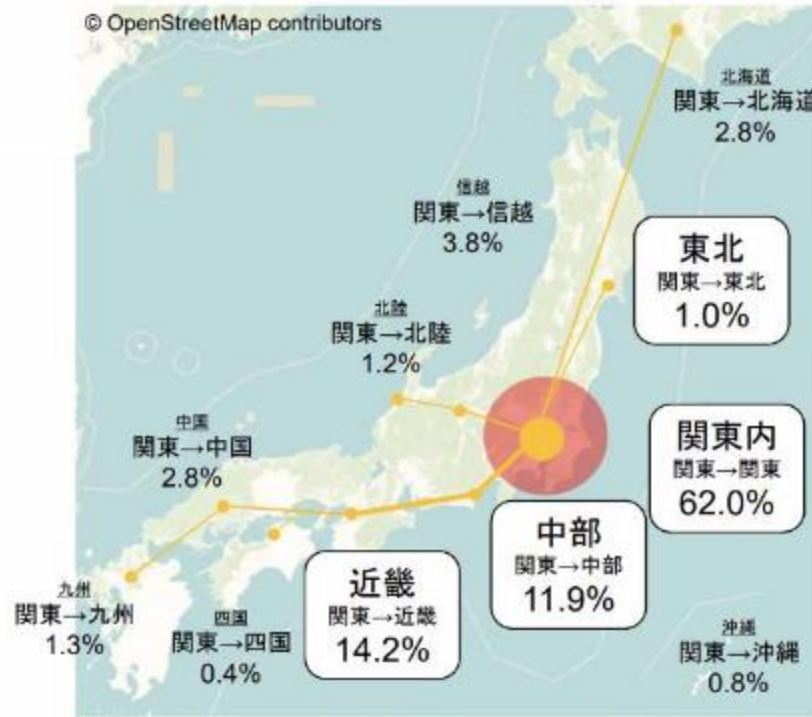 © OpenStreetMap contributors
北海道
関東→北海道
2.8%
信越
関東→信越
3.8%
東北
関東→東北
1.0%
北陸
関東→北陸
1.2%
中国
関東→中国
2.8%
関東内
関東→関東
62.0%
中部
関東→中部
11.9%
近畿
関東→近畿
14.2%
九州
関東→九州
1.3%
四国
関東→四国
0.4%
沖縄
関東→沖縄
0.8%